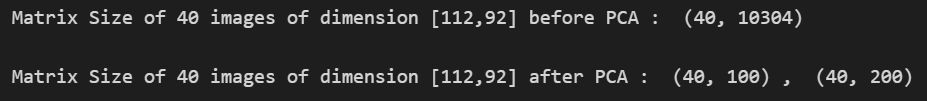 Matrix Size of 40 images of dimension [112,92] before PCA :  (40, 10304)
Matrix Size of 40 images of dimension [112,92] after PCA :  (40, 100) ,  (40, 200)